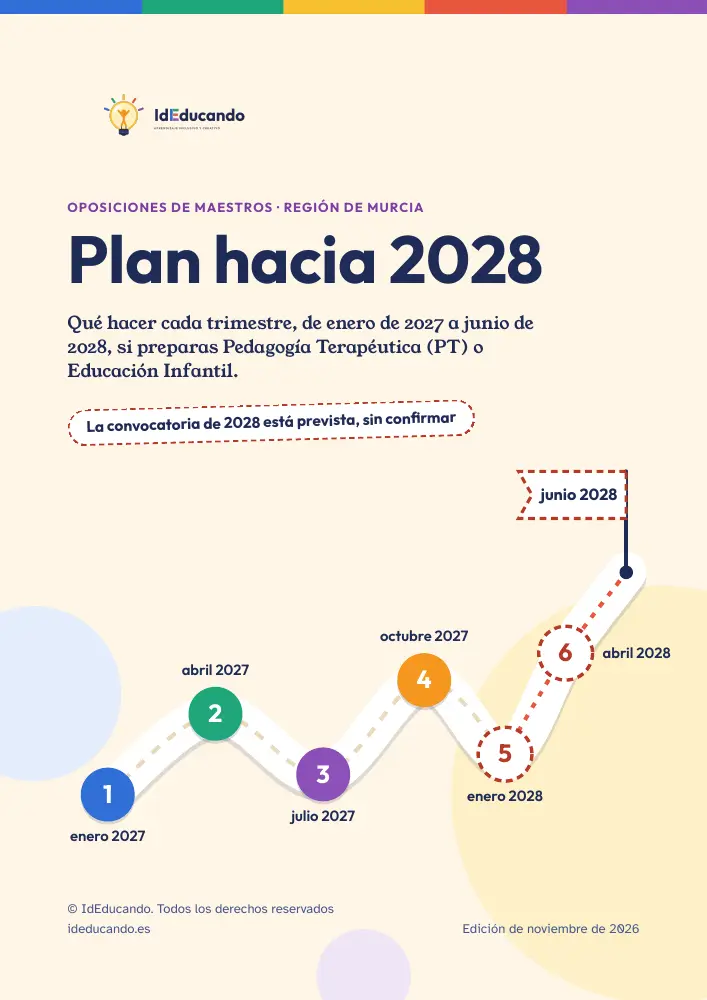 IdEducando
OPOSICIONES DE MAESTROS · REGIÓN DE MURCIA
Plan hacia 2028
Qué hacer cada trimestre, de enero de 2027 a junio de
2028, si preparas Pedagogía Terapéutica (PT) o
Educación Infantil.
La convocatoria de 2028 está prevista, sin confirmar
junio 2028
octubre 2027
6
abril 2028
abril 2027
4
2
5
3
enero 2028
1
julio 2027
enero 2027
© IdEducando. Todos los derechos reservados
ideducando.es
Edición de noviembre de 2026